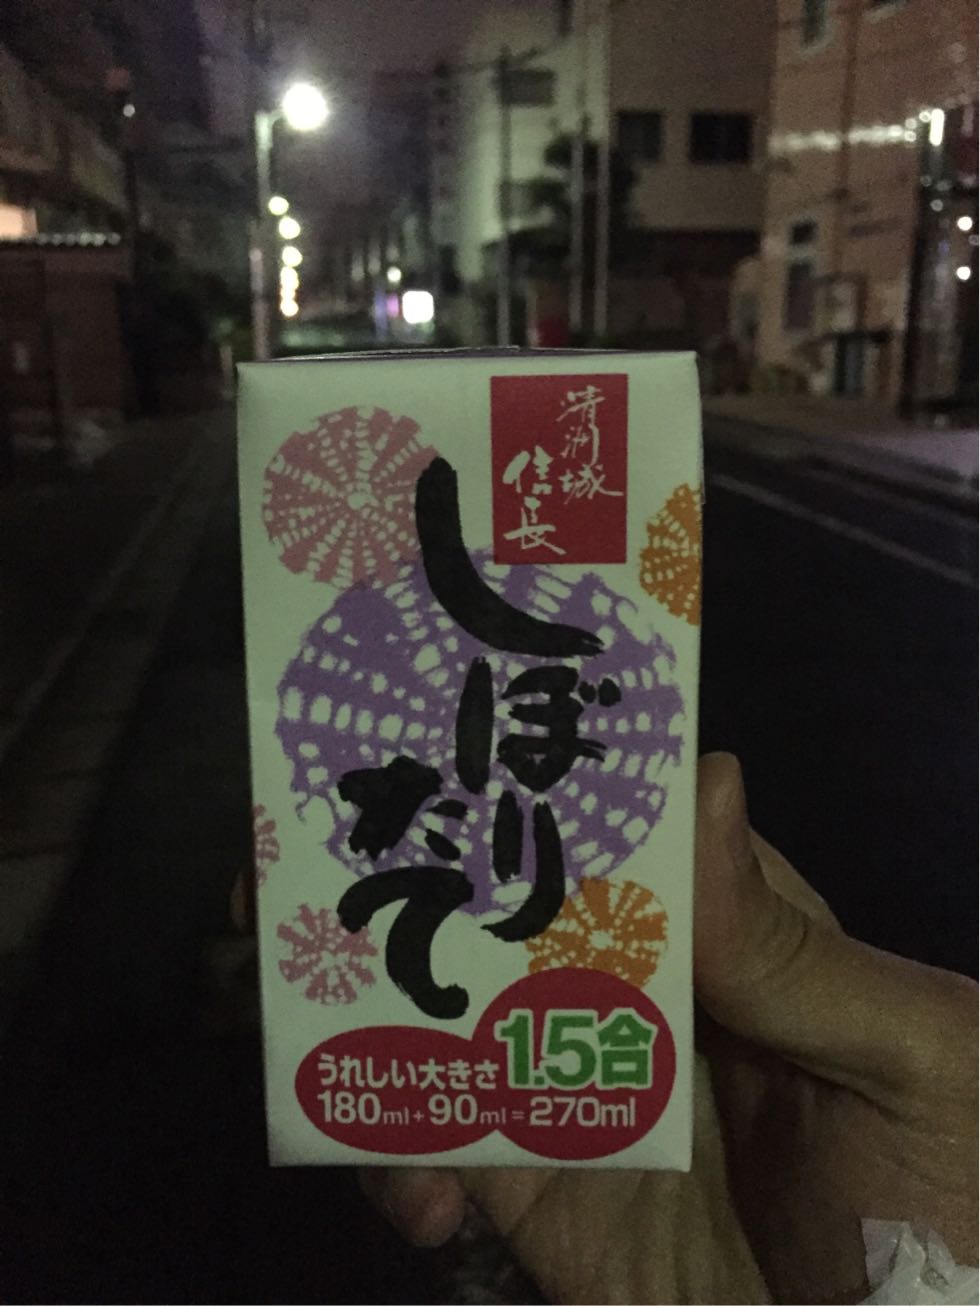 清洲城
信長
しぼり
たて
1.5合
うれしい大きさ
180ml+90ml=270ml